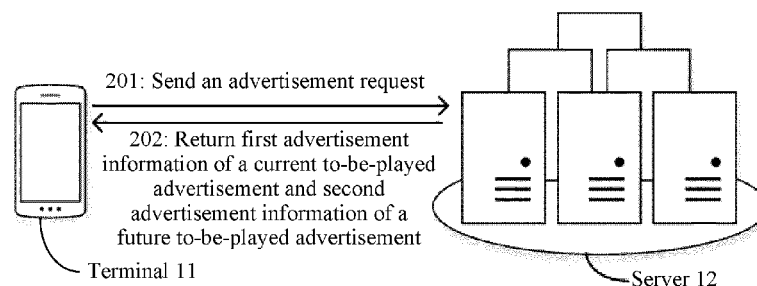 201: Send an advertisement request
202: Return first advertisement
information of a current to-be-played
advertisement and second
advertisement information of a
future to-be-played advertisement
Terminal 11
Server 12